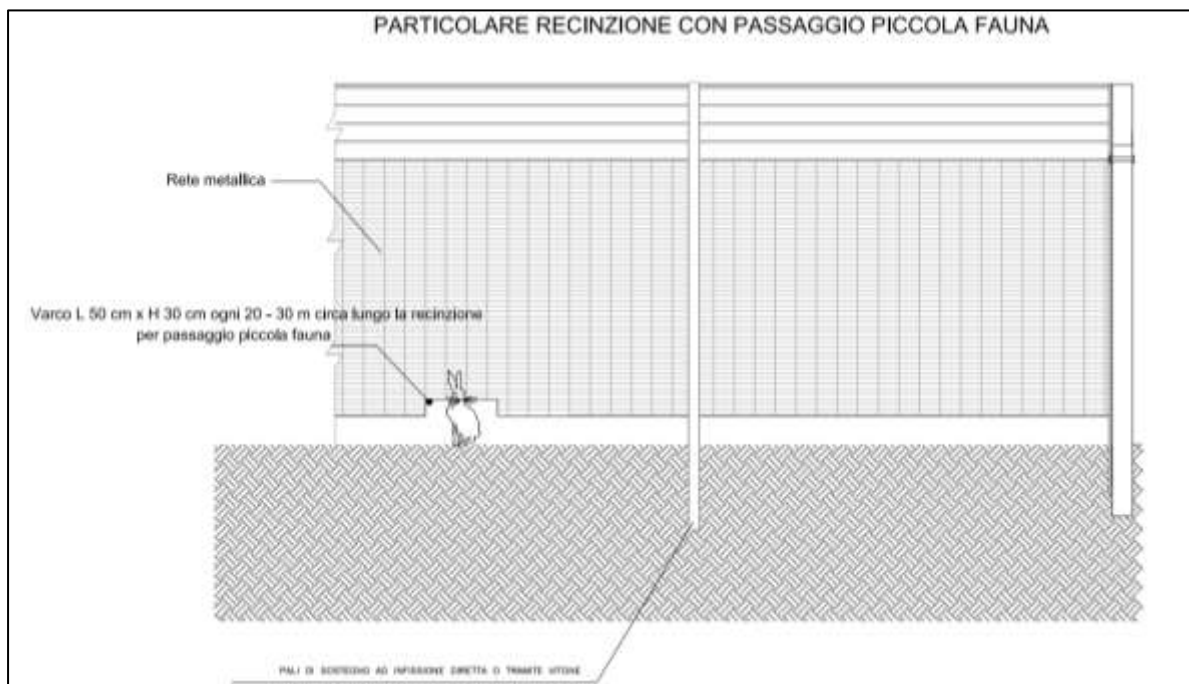 PARTICOLARE RECINZIONE CON PASSAGGIO PICCOLA FAUNA
Rete metallica
Varco L 50 cm x H 30 cm ogni 20 - 30 m circa lungo la recinzione
per passaggio piccola fauna
PALI DI SOSTEGNO AD INFISSIONE DIRETTA O TRAMITE VITONE